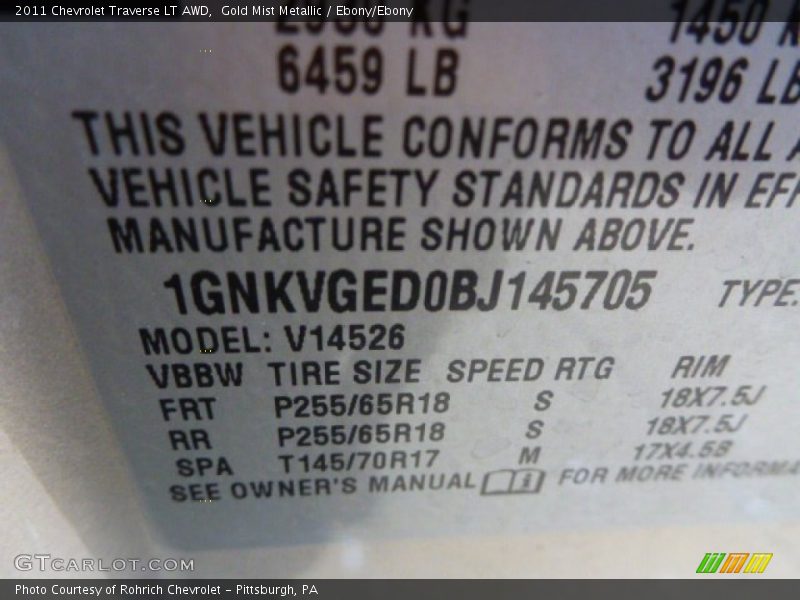 2011 Chevrolet Traverse LT AWD, Gold Mist Metallic / Ebony/Ebony
KG 1450
6459 LB 3196 LB
THIS VEHICLE CONFORMS TO ALL
VEHICLE SAFETY STANDARDS IN
MANUFACTURE SHOWN ABOVE.
1GNKVGED0BJ145705 TYPE:
MODEL: V14526
VBBW TIRE SIZE SPEED RTG RIM
FRT P255/65R18 S 18X7.5J
RR P255/65R18 S 18X7.5J
SPA T145/70R17 M 17X4.5B
SEE OWNER'S MANUAL FOR MORE
GTCARLOT.COM
Photo Courtesy of Rohrich Chevrolet - Pittsburgh, PA